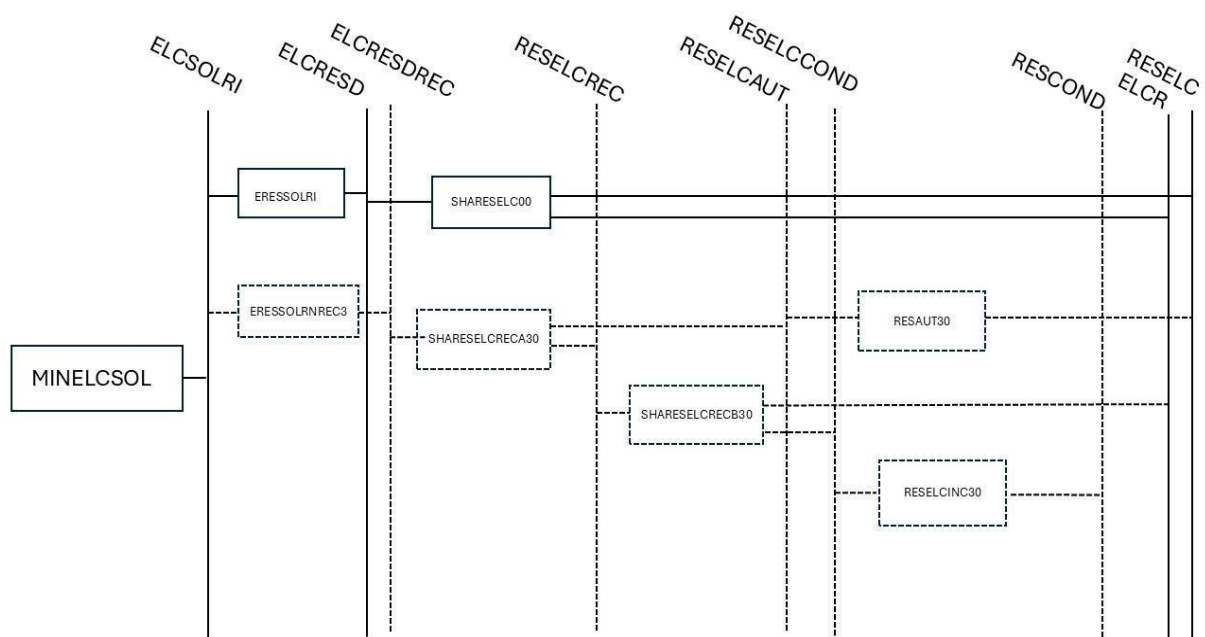 ELCSOLRI
ELCRESD
ELCRESDREC
RESELCREC
RESELCAUT
RESELCCOND
RESCOND
ELCR
RESELC
ERESSOLRI
SHARESELC00
ERESSOLRNREC3
SHARESELCRECA30
RESAUT30
MINELCSOL
SHARESELCRECB30
RESELCINC30